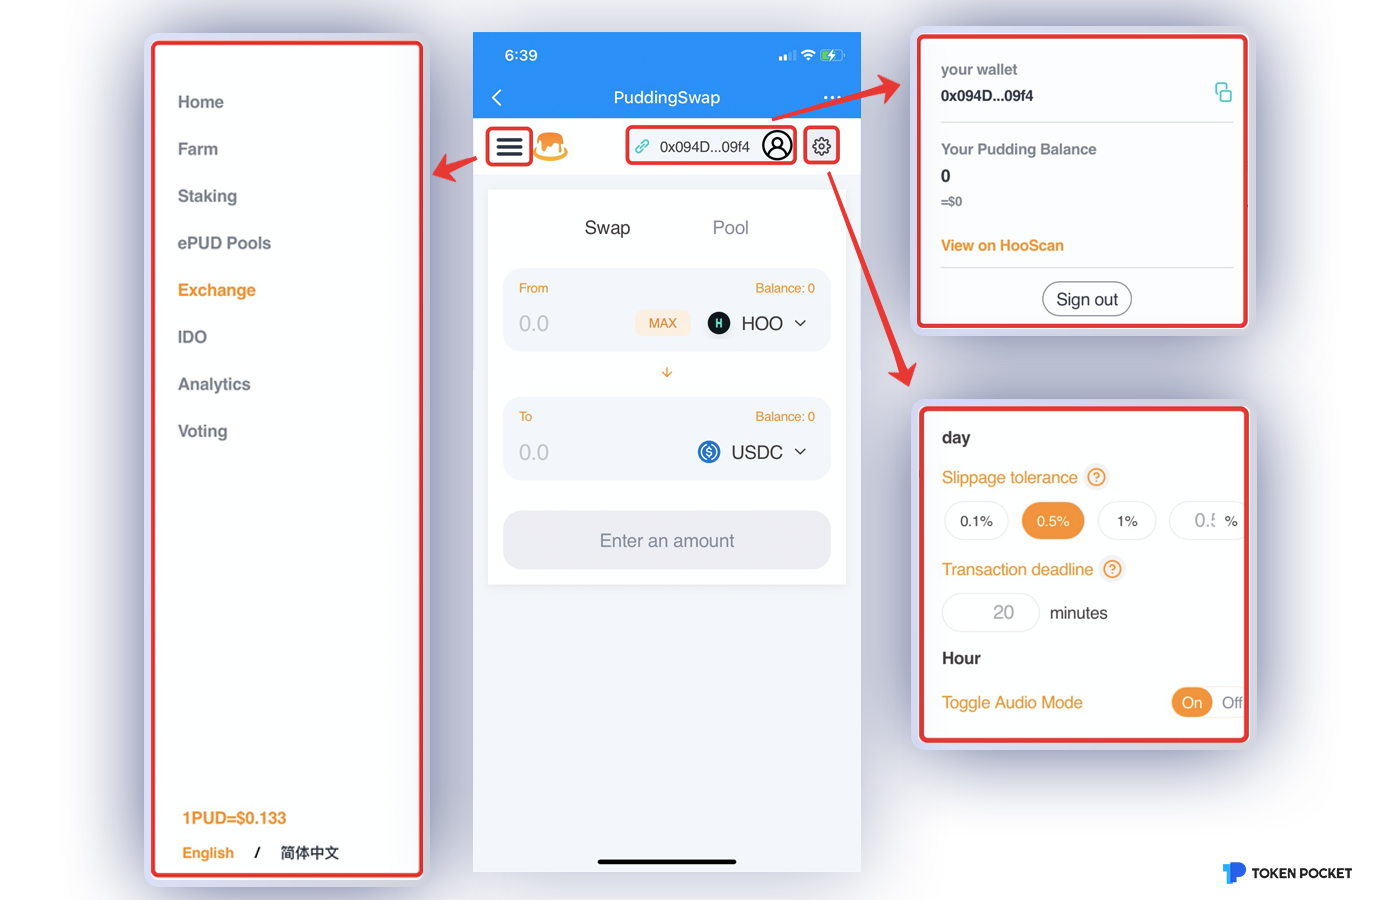 Home
Farm
Staking
ePUD Pools
Exchange
IDO
Analytics
Voting
1PUD=$0.133
English / 简体中文
6:39
PuddingSwap
0x094D...09f4
Swap Pool
From Balance: 0
0.0 MAX H HOO
To Balance: 0
0.0 USDC
Enter an amount
your wallet
0x094D...09f4
Your Pudding Balance
0
=$0
View on HooScan
Sign out
day
Slippage tolerance ?
0.1% 0.5% 1% 0.5 %
Transaction deadline ?
20 minutes
Hour
Toggle Audio Mode On Off
TOKEN POCKET